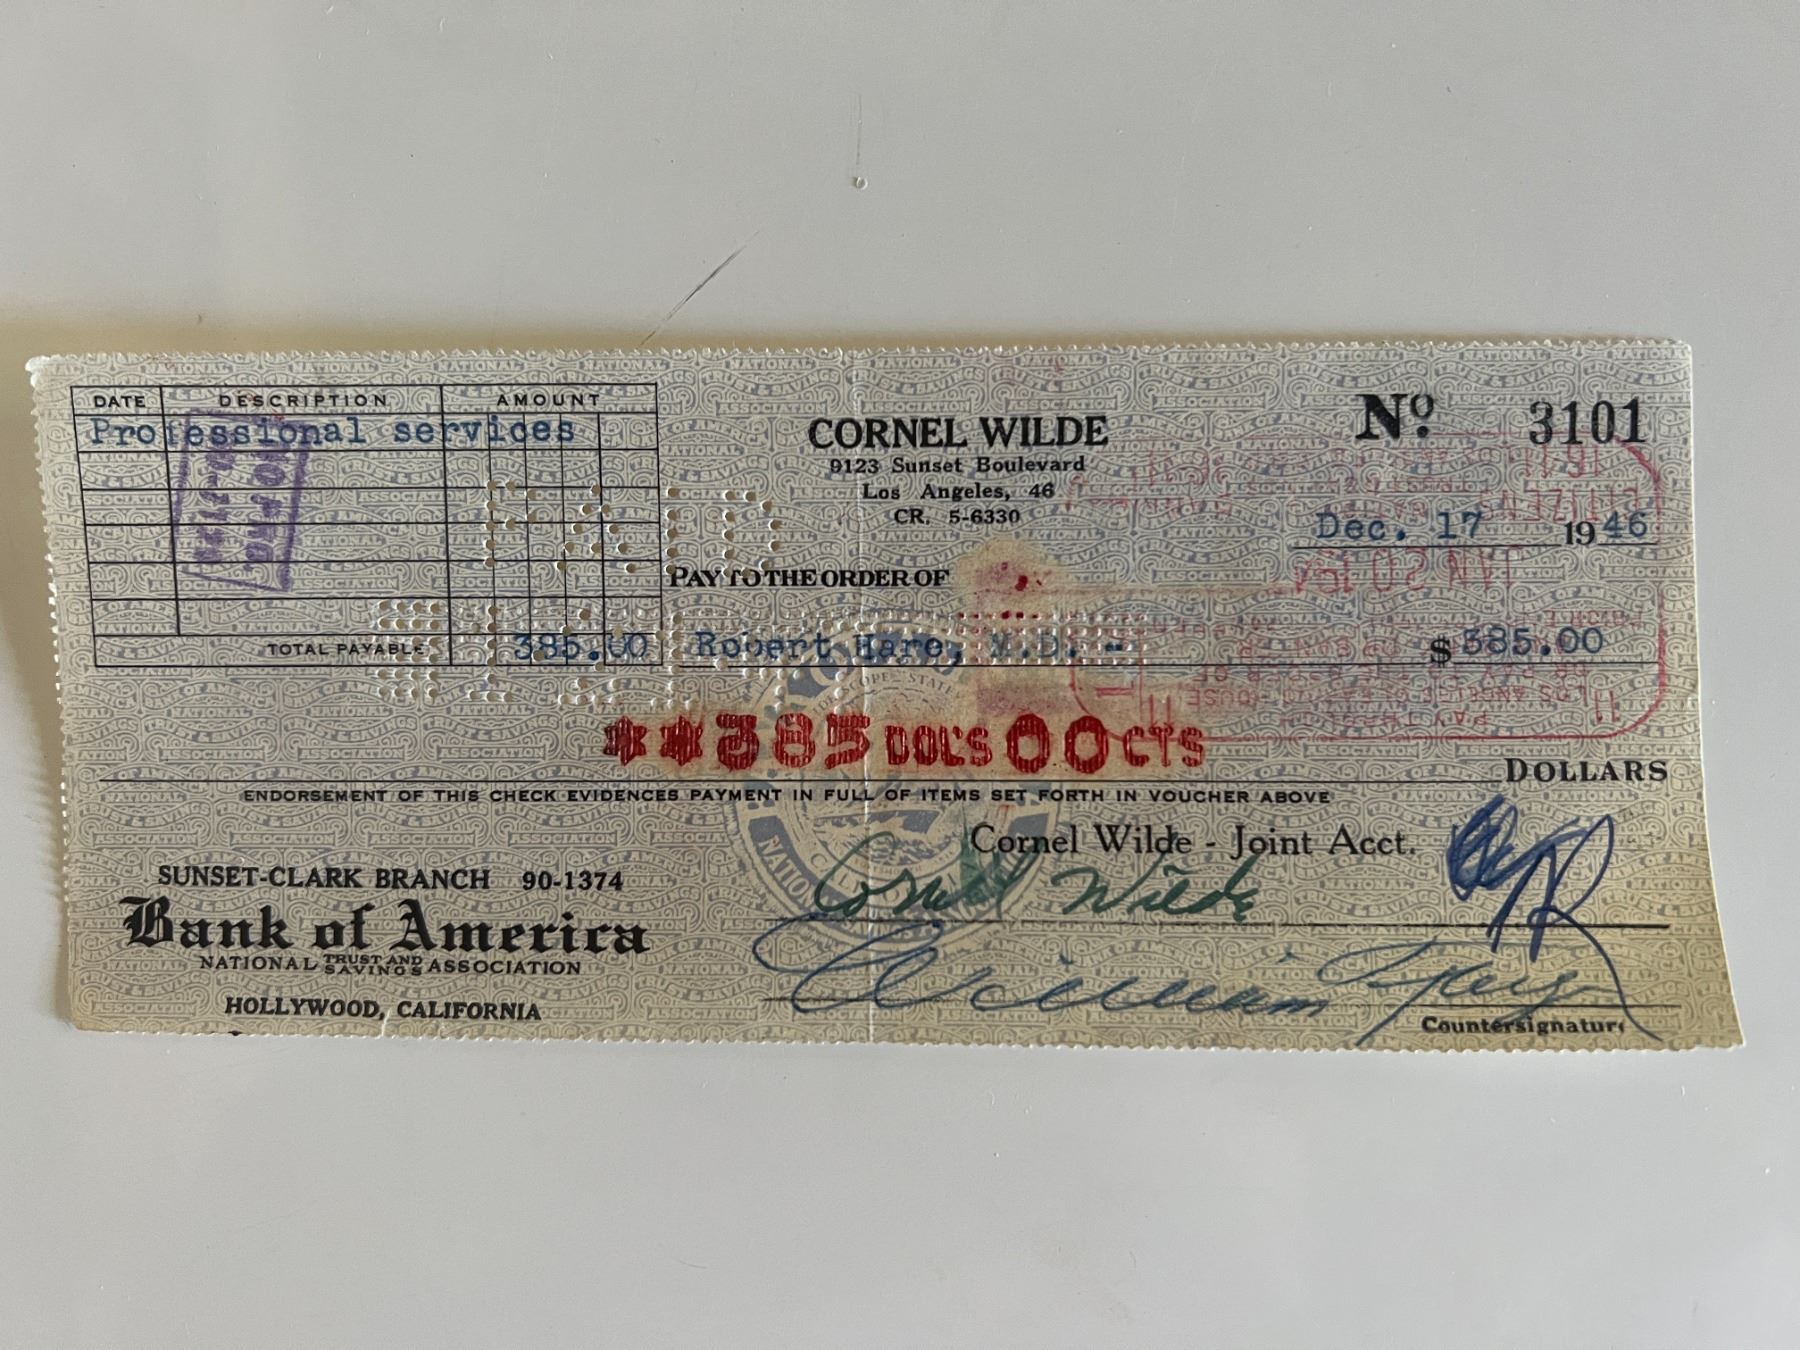 DATE DESCRIPTION AMOUNT
Professional services
TOTAL PAYABLE 385.00
PAID
CORNEL WILDE
9123 Sunset Boulevard
Los Angeles, 46
CR. 5-6330
No. 3101
Dec. 17 1946
PAY TO THE ORDER OF
Robert Hare, M.D. - $385.00
**385 DOL'S 00 CTS
DOLLARS
ENDORSEMENT OF THIS CHECK EVIDENCES PAYMENT IN FULL OF ITEMS SET FORTH IN VOUCHER ABOVE
Cornel Wilde - Joint Acct.
Cornel Wilde
William
Countersignature
SUNSET-CLARK BRANCH 90-1374
Bank of America
NATIONAL TRUST AND SAVINGS ASSOCIATION
HOLLYWOOD, CALIFORNIA